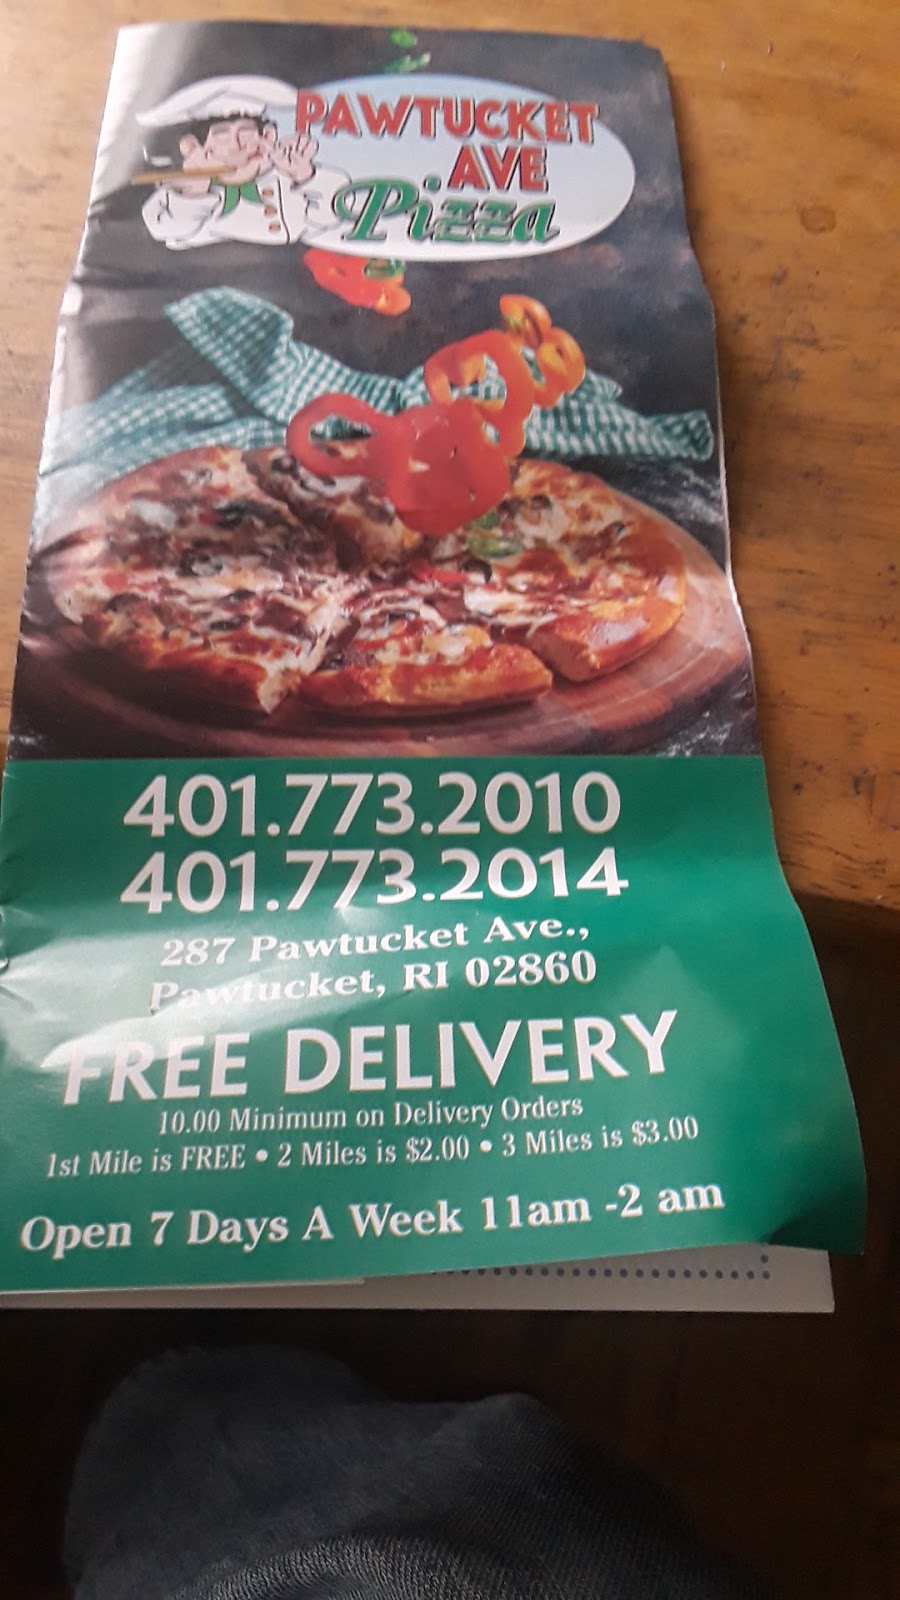 PAWTUCKET
AVE
Pizza
401.773.2010
401.773.2014
287 Pawtucket Ave.,
Pawtucket, RI 02860
FREE DELIVERY
10.00 Minimum on Delivery Orders
1st Mile is FREE • 2 Miles is $2.00 • 3 Miles is $3.00
Open 7 Days A Week 11am -2 am